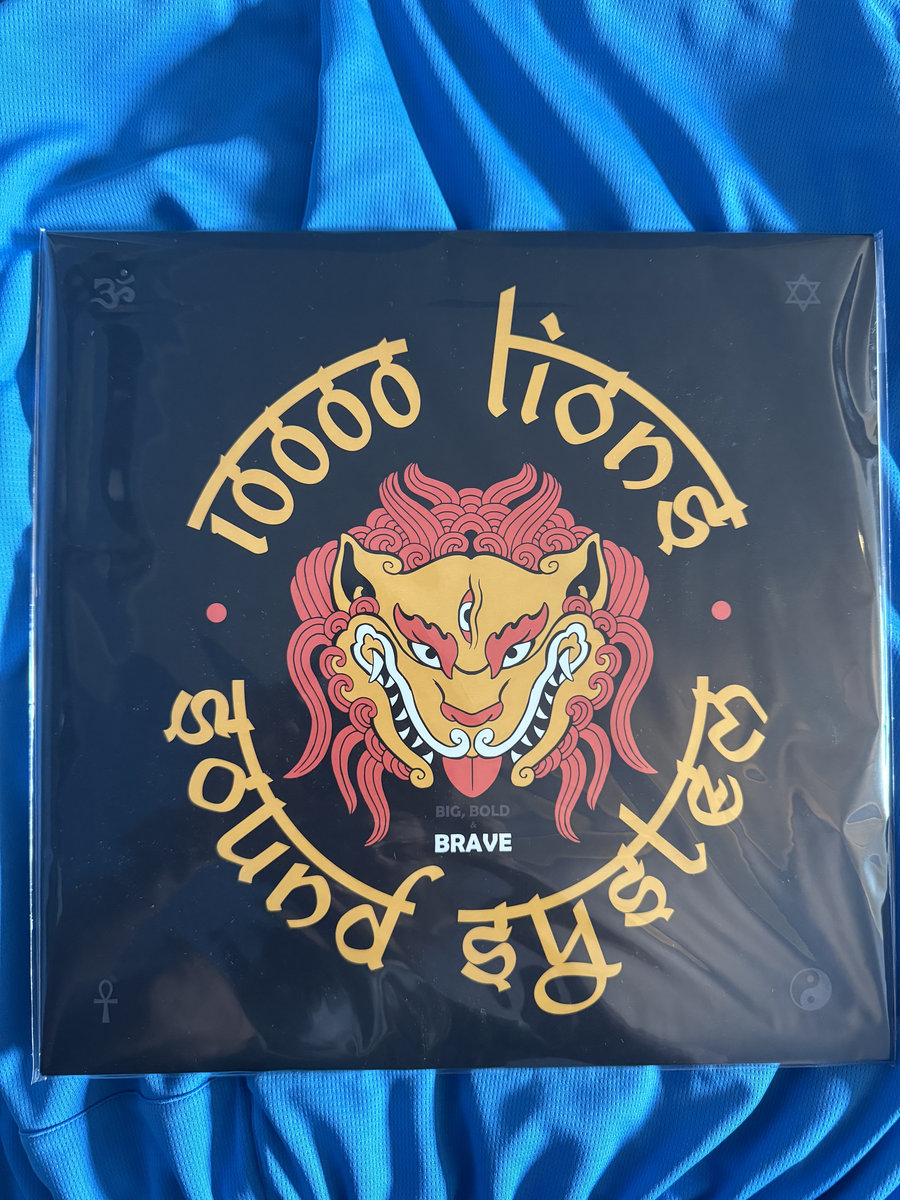 ॐ
10000 lions
sound system
BIG, BOLD
&
BRAVE